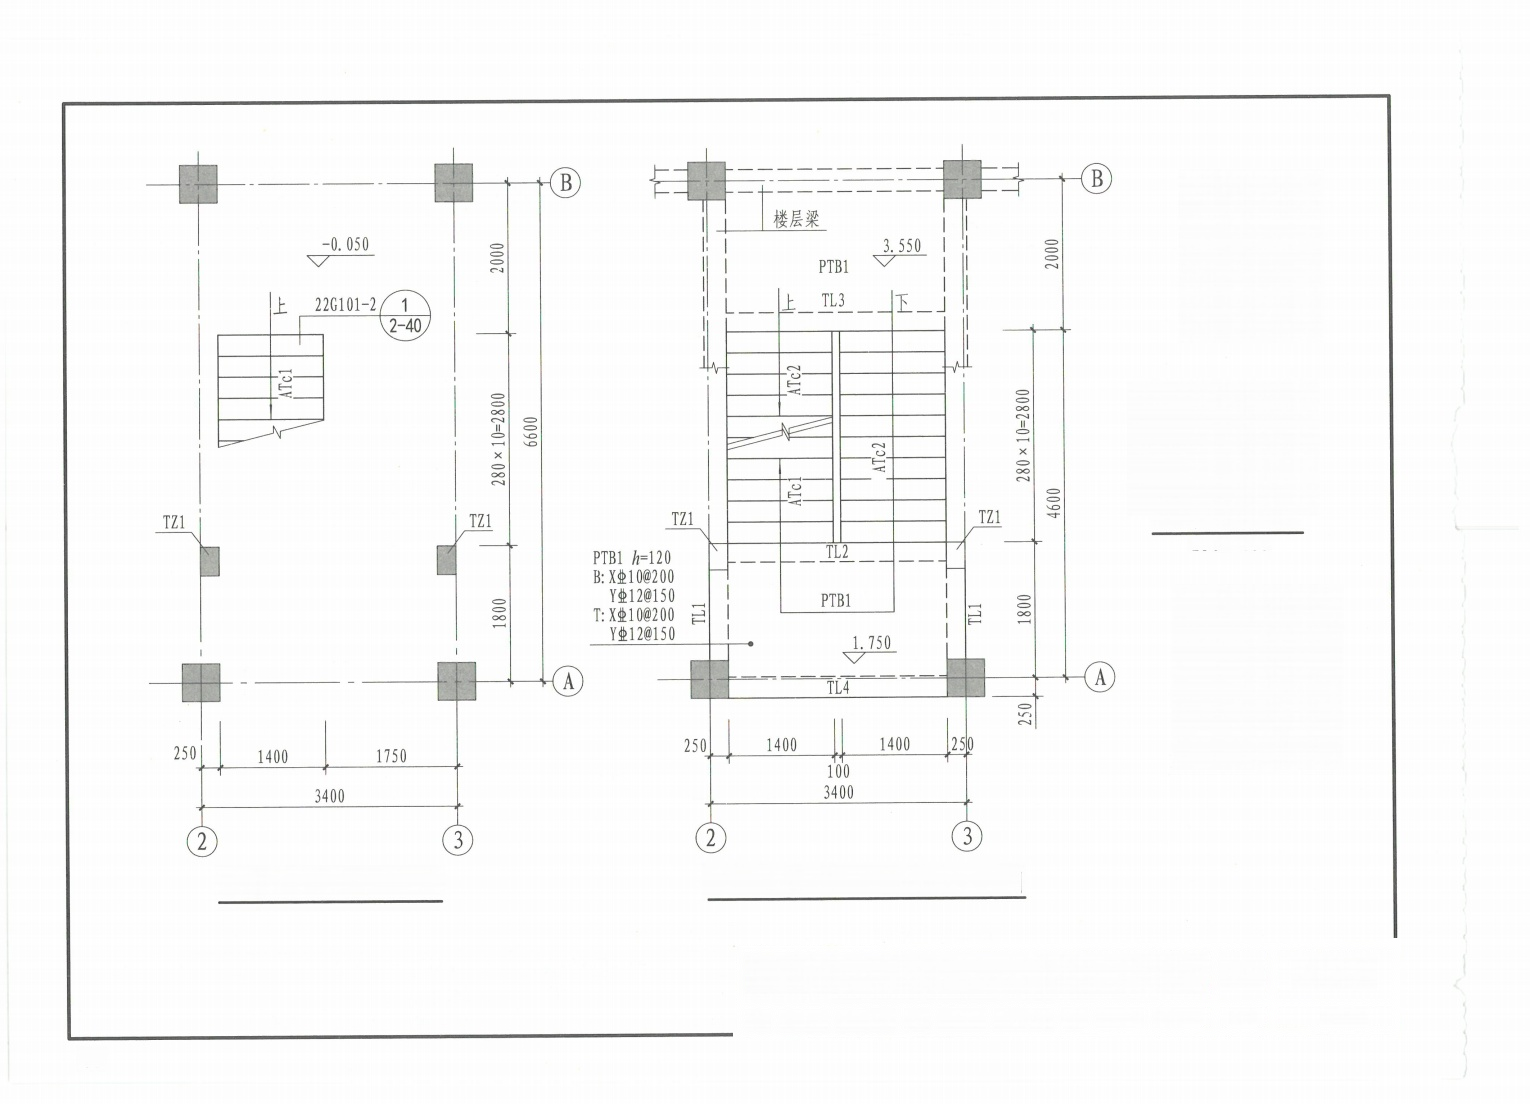 B
-0.050
上
22G101-2
1
2-40
ATc1
2000
280×10=2800
6600
TZ1
TZ1
1800
A
250
1400
1750
3400
2
3
B
楼层梁
3.550
PTB1
上
TL3
下
2000
ATc2
ATc2
ATc1
280×10=2800
4600
TZ1
TZ1
TL2
PTB1 h=120
B:XΦ10@200
YΦ12@150
T:XΦ10@200
YΦ12@150
PTB1
TL1
TL1
1800
1.750
A
TL4
250
250
1400
1400
250
100
3400
2
3